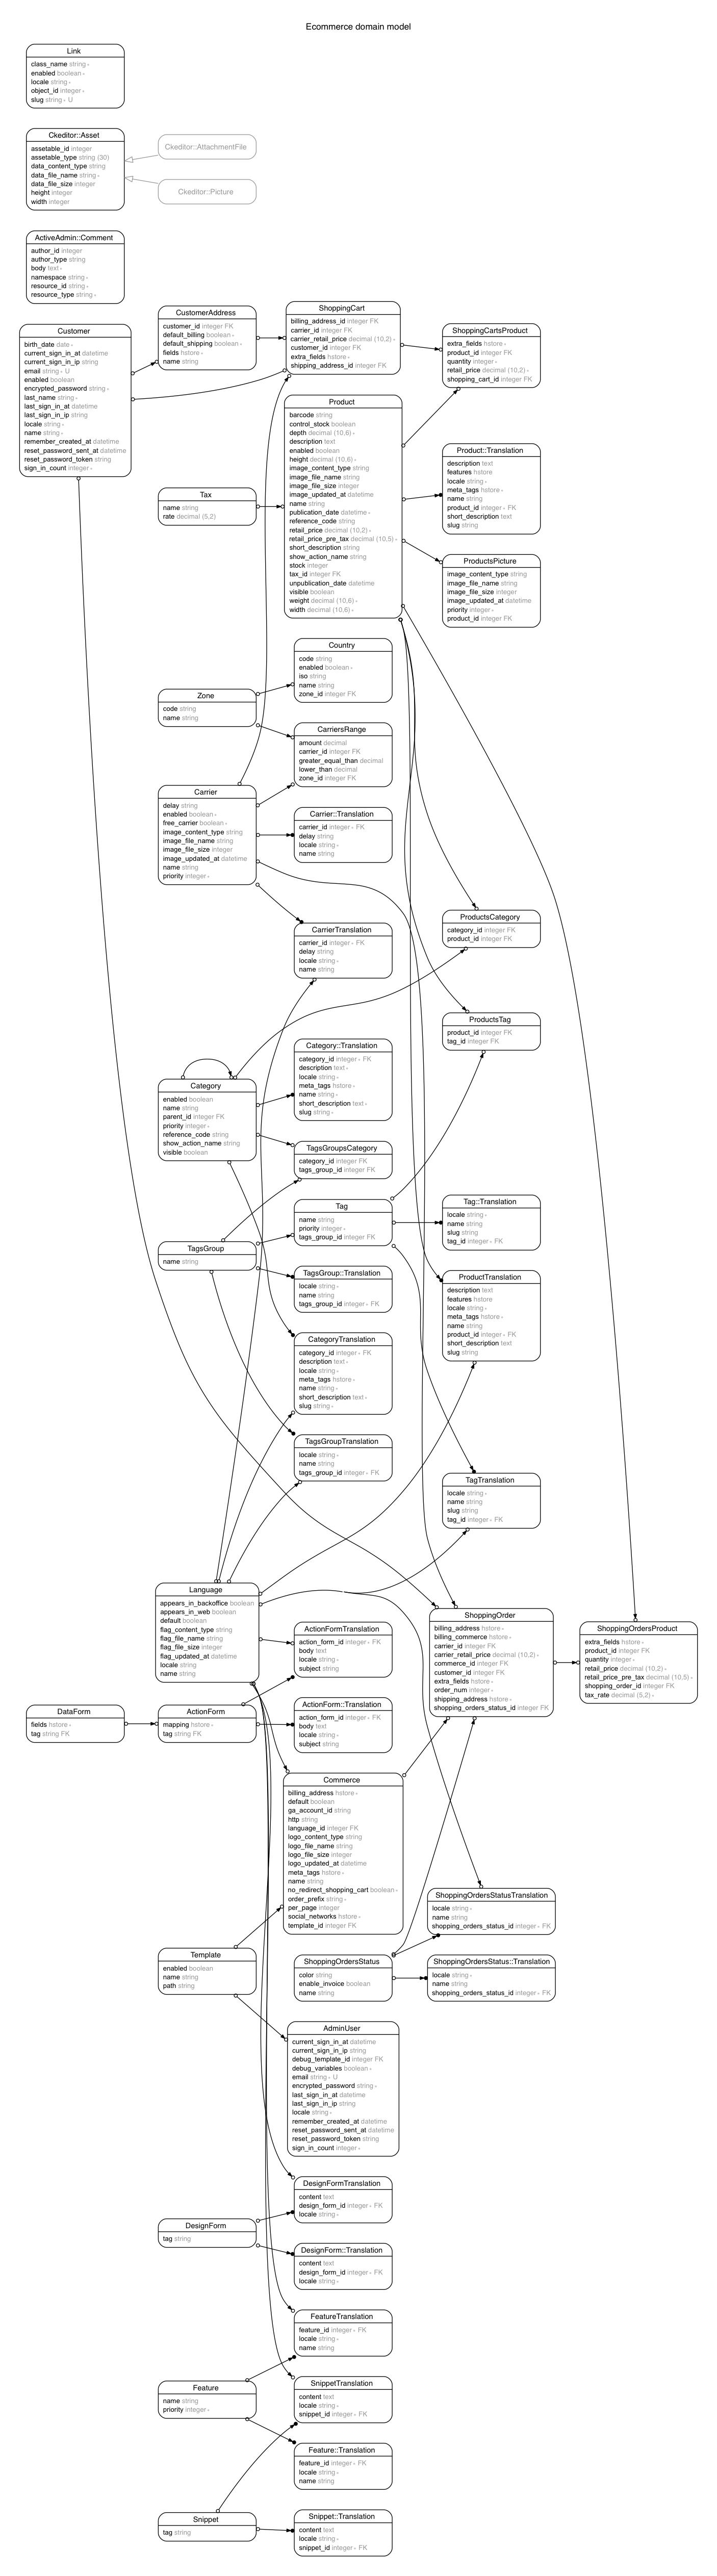 Ecommerce domain model
Link
class_name string ∗
enabled boolean ∗
locale string ∗
object_id integer ∗
slug string ∗ U
Ckeditor::Asset
assetable_id integer
assetable_type string (30)
data_content_type string
data_file_name string ∗
data_file_size integer
height integer
width integer
Ckeditor::AttachmentFile
Ckeditor::Picture
ActiveAdmin::Comment
author_id integer
author_type string
body text ∗
namespace string ∗
resource_id string ∗
resource_type string ∗
Customer
birth_date date ∗
current_sign_in_at datetime
current_sign_in_ip string
email string ∗ U
enabled boolean
encrypted_password string ∗
last_name string ∗
last_sign_in_at datetime
last_sign_in_ip string
locale string ∗
name string ∗
remember_created_at datetime
reset_password_sent_at datetime
reset_password_token string
sign_in_count integer ∗
CustomerAddress
customer_id integer FK
default_billing boolean ∗
default_shipping boolean ∗
fields hstore ∗
name string
ShoppingCart
billing_address_id integer FK
carrier_id integer FK
carrier_retail_price decimal (10,2) ∗
customer_id integer FK
extra_fields hstore ∗
shipping_address_id integer FK
ShoppingCartsProduct
extra_fields hstore ∗
product_id integer FK
quantity integer ∗
retail_price decimal (10,2) ∗
shopping_cart_id integer FK
Product
barcode string
control_stock boolean
depth decimal (10,6) ∗
description text
enabled boolean
height decimal (10,6) ∗
image_content_type string
image_file_name string
image_file_size integer
image_updated_at datetime
name string
publication_date datetime ∗
reference_code string
retail_price decimal (10,2) ∗
retail_price_pre_tax decimal (10,5) ∗
short_description string
show_action_name string
stock integer
tax_id integer FK
unpublication_date datetime
visible boolean
weight decimal (10,6) ∗
width decimal (10,6) ∗
Product::Translation
description text
features hstore
locale string ∗
meta_tags hstore ∗
name string
product_id integer ∗ FK
short_description text
slug string
Tax
name string
rate decimal (5,2)
ProductsPicture
image_content_type string
image_file_name string
image_file_size integer
image_updated_at datetime
priority integer ∗
product_id integer FK
Country
code string
enabled boolean ∗
iso string
name string
zone_id integer FK
Zone
code string
name string
CarriersRange
amount decimal
carrier_id integer FK
greater_equal_than decimal
lower_than decimal
zone_id integer FK
Carrier
delay string
enabled boolean ∗
free_carrier boolean ∗
image_content_type string
image_file_name string
image_file_size integer
image_updated_at datetime
name string
priority integer ∗
Carrier::Translation
carrier_id integer ∗ FK
delay string
locale string ∗
name string
CarrierTranslation
carrier_id integer ∗ FK
delay string
locale string ∗
name string
ProductsCategory
category_id integer FK
product_id integer FK
ProductsTag
product_id integer FK
tag_id integer FK
Category::Translation
category_id integer ∗ FK
description text ∗
locale string ∗
meta_tags hstore ∗
name string ∗
short_description text ∗
slug string ∗
Category
enabled boolean
name string
parent_id integer FK
priority integer ∗
reference_code string
show_action_name string
visible boolean
TagsGroupsCategory
category_id integer FK
tags_group_id integer FK
Tag
name string
priority integer ∗
tags_group_id integer FK
Tag::Translation
locale string ∗
name string
slug string
tag_id integer ∗ FK
TagsGroup
name string
TagsGroup::Translation
locale string ∗
name string
tags_group_id integer ∗ FK
ProductTranslation
description text
features hstore
locale string ∗
meta_tags hstore ∗
name string
product_id integer ∗ FK
short_description text
slug string
CategoryTranslation
category_id integer ∗ FK
description text ∗
locale string ∗
meta_tags hstore ∗
name string ∗
short_description text ∗
slug string ∗
TagsGroupTranslation
locale string ∗
name string
tags_group_id integer ∗ FK
TagTranslation
locale string ∗
name string
slug string
tag_id integer ∗ FK
Language
appears_in_backoffice boolean
appears_in_web boolean
default boolean
flag_content_type string
flag_file_name string
flag_file_size integer
flag_updated_at datetime
locale string
name string
ShoppingOrder
billing_address hstore ∗
billing_commerce hstore ∗
carrier_id integer FK
carrier_retail_price decimal (10,2) ∗
commerce_id integer FK
customer_id integer FK
extra_fields hstore ∗
order_num integer ∗
shipping_address hstore ∗
shopping_orders_status_id integer FK
ShoppingOrdersProduct
extra_fields hstore ∗
product_id integer FK
quantity integer ∗
retail_price decimal (10,2) ∗
retail_price_pre_tax decimal (10,5) ∗
shopping_order_id integer FK
tax_rate decimal (5,2) ∗
ActionFormTranslation
action_form_id integer ∗ FK
body text
locale string ∗
subject string
DataForm
fields hstore ∗
tag string FK
ActionForm
mapping hstore ∗
tag string FK
ActionForm::Translation
action_form_id integer ∗ FK
body text
locale string ∗
subject string
Commerce
billing_address hstore ∗
default boolean
ga_account_id string
http string
language_id integer FK
logo_content_type string
logo_file_name string
logo_file_size integer
logo_updated_at datetime
meta_tags hstore ∗
name string
no_redirect_shopping_cart boolean ∗
order_prefix string ∗
per_page integer
social_networks hstore ∗
template_id integer FK
ShoppingOrdersStatusTranslation
locale string ∗
name string
shopping_orders_status_id integer ∗ FK
Template
enabled boolean
name string
path string
ShoppingOrdersStatus
color string
enable_invoice boolean
name string
ShoppingOrdersStatus::Translation
locale string ∗
name string
shopping_orders_status_id integer ∗ FK
AdminUser
current_sign_in_at datetime
current_sign_in_ip string
debug_template_id integer FK
debug_variables boolean ∗
email string ∗ U
encrypted_password string ∗
last_sign_in_at datetime
last_sign_in_ip string
locale string ∗
remember_created_at datetime
reset_password_sent_at datetime
reset_password_token string
sign_in_count integer ∗
DesignFormTranslation
content text
design_form_id integer ∗ FK
locale string ∗
DesignForm
tag string
DesignForm::Translation
content text
design_form_id integer ∗ FK
locale string ∗
FeatureTranslation
feature_id integer ∗ FK
locale string ∗
name string
Feature
name string
priority integer ∗
SnippetTranslation
content text
locale string ∗
snippet_id integer ∗ FK
Feature::Translation
feature_id integer ∗ FK
locale string ∗
name string
Snippet
tag string
Snippet::Translation
content text
locale string ∗
snippet_id integer ∗ FK